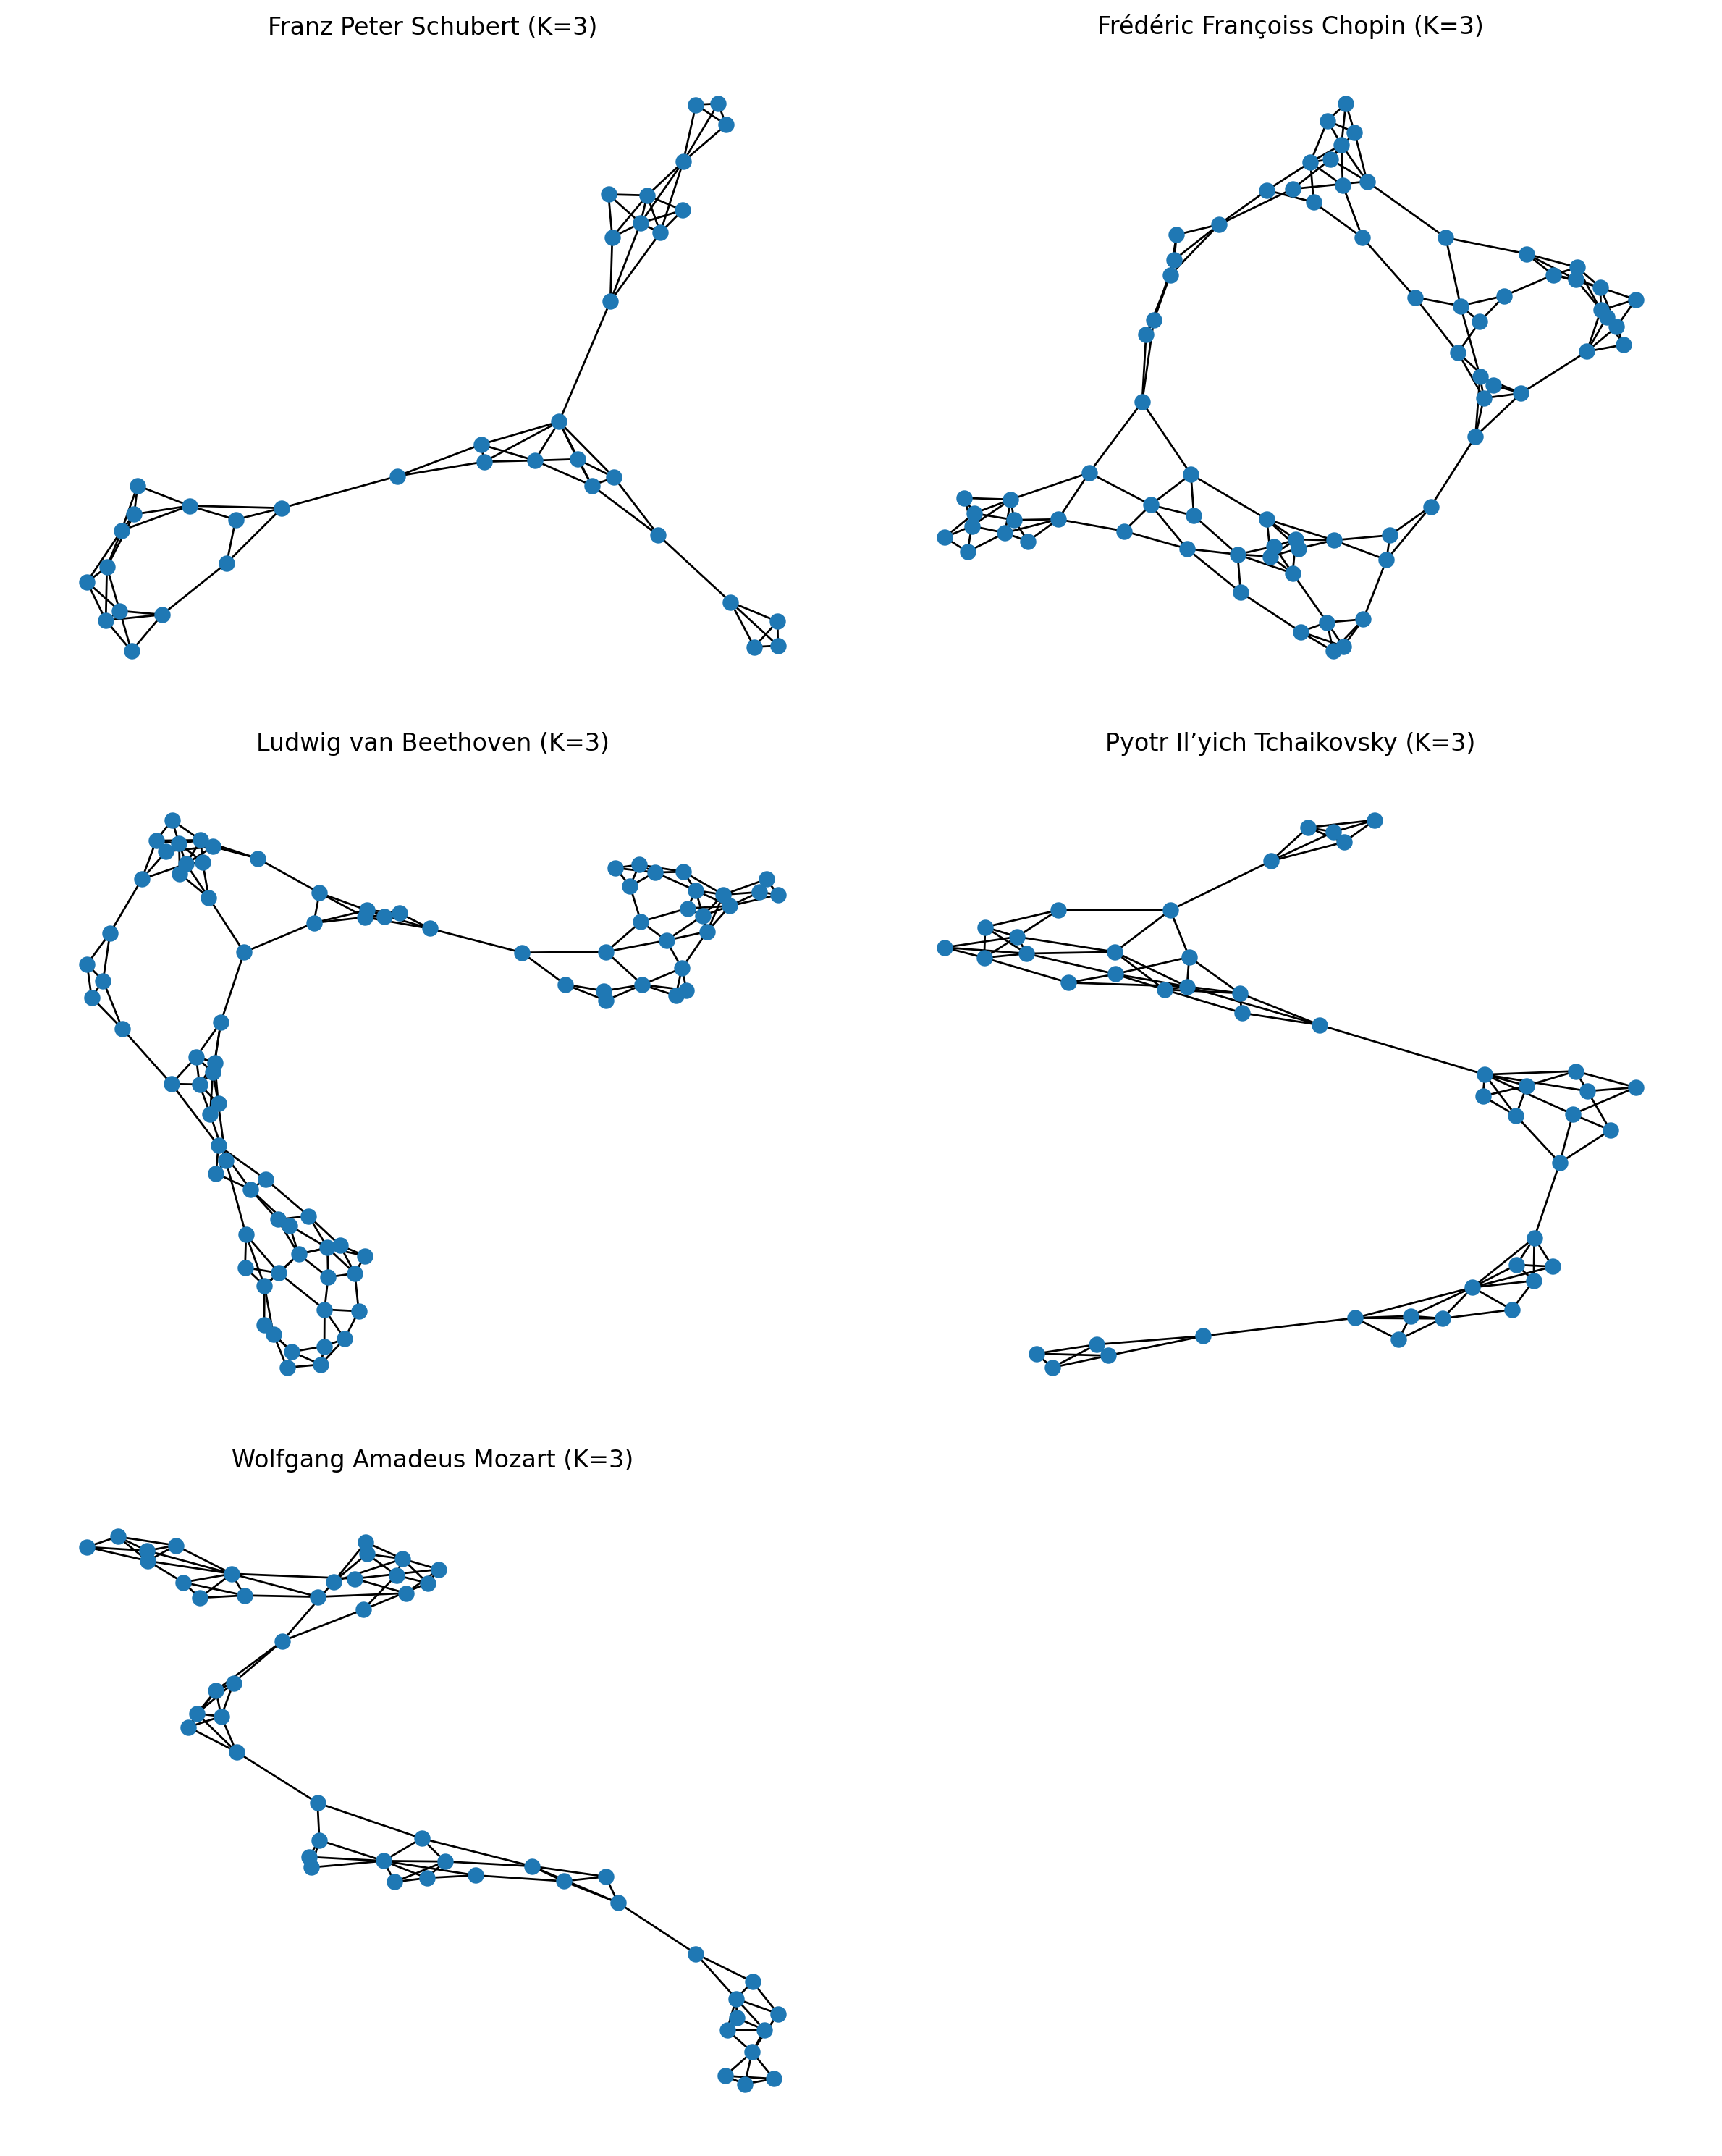 Franz Peter Schubert (K=3)
Frédéric Françoiss Chopin (K=3)
Ludwig van Beethoven (K=3)
Pyotr Il’yich Tchaikovsky (K=3)
Wolfgang Amadeus Mozart (K=3)